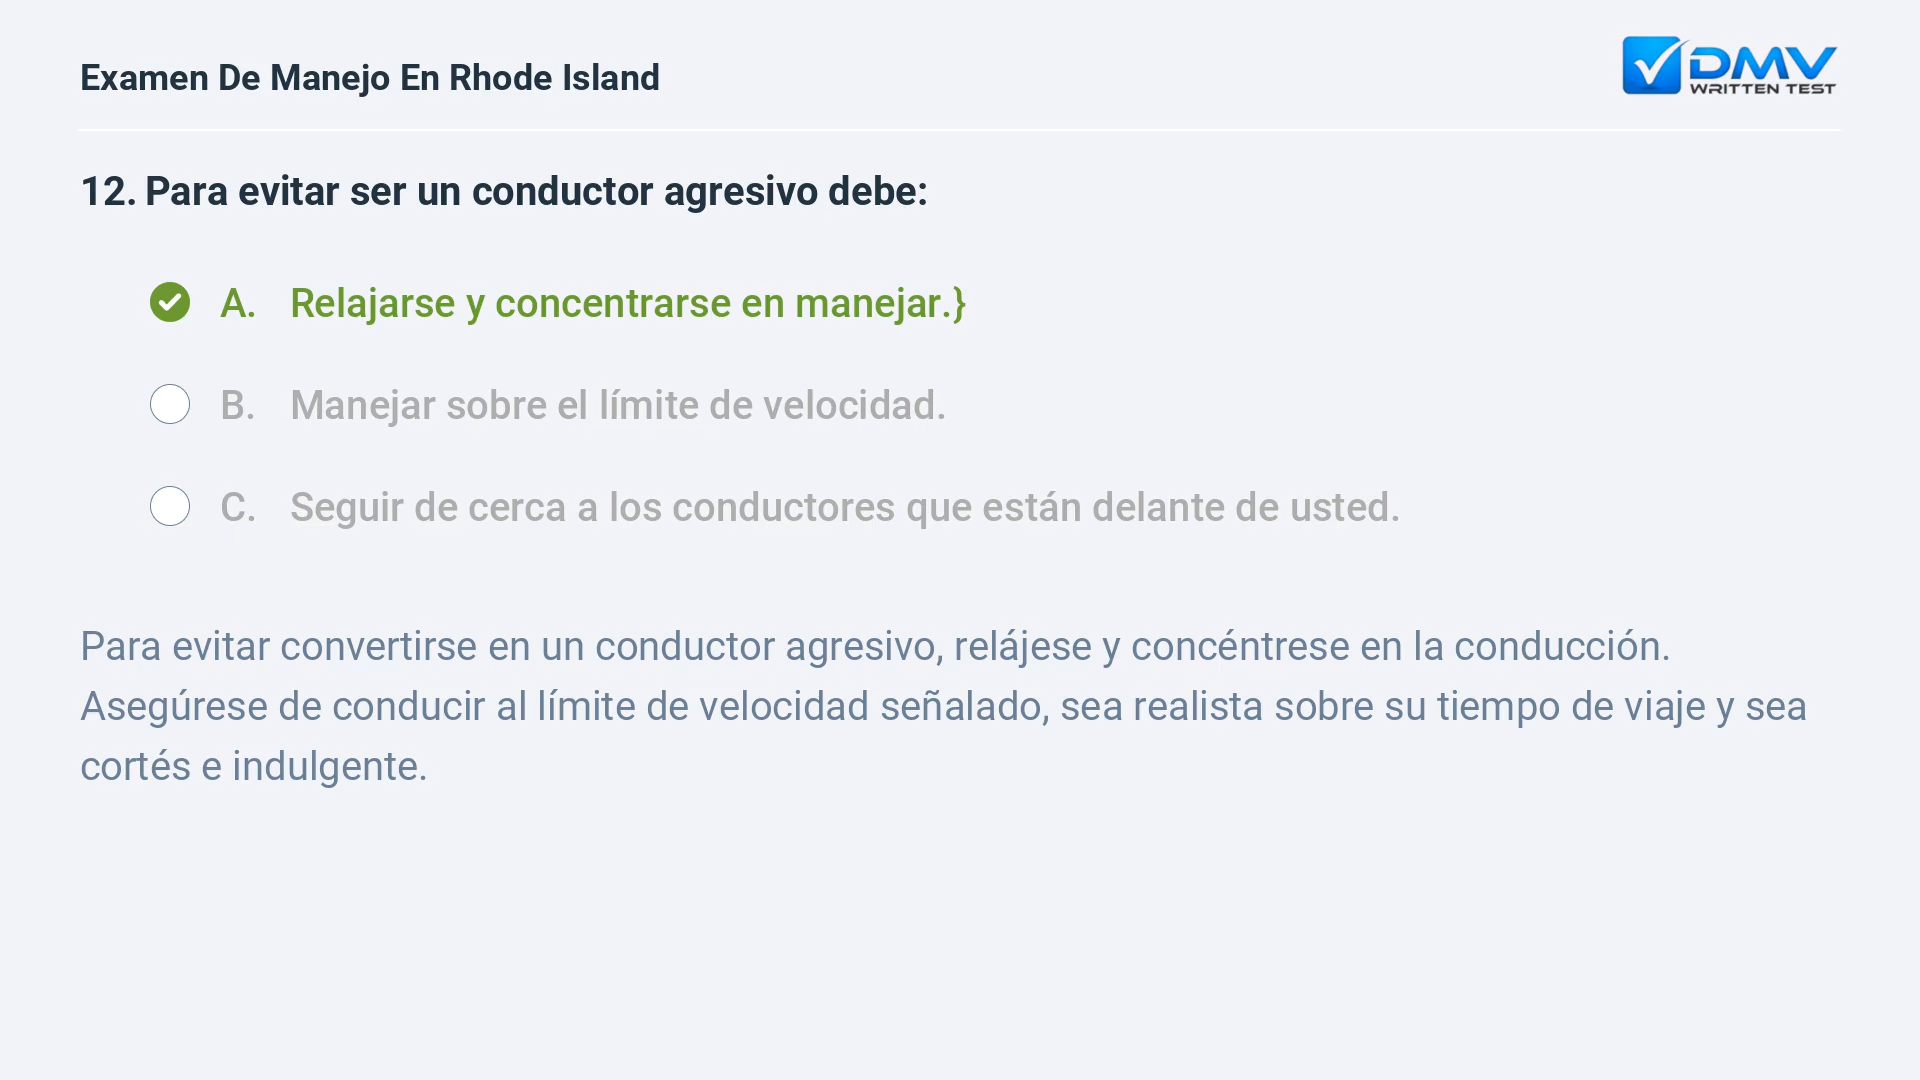 Examen De Manejo En Rhode Island
DMV
WRITTEN TEST
12. Para evitar ser un conductor agresivo debe:
A. Relajarse y concentrarse en manejar.}
B. Manejar sobre el límite de velocidad.
C. Seguir de cerca a los conductores que están delante de usted.
Para evitar convertirse en un conductor agresivo, relájese y concéntrese en la conducción.
Asegúrese de conducir al límite de velocidad señalado, sea realista sobre su tiempo de viaje y sea
cortés e indulgente.